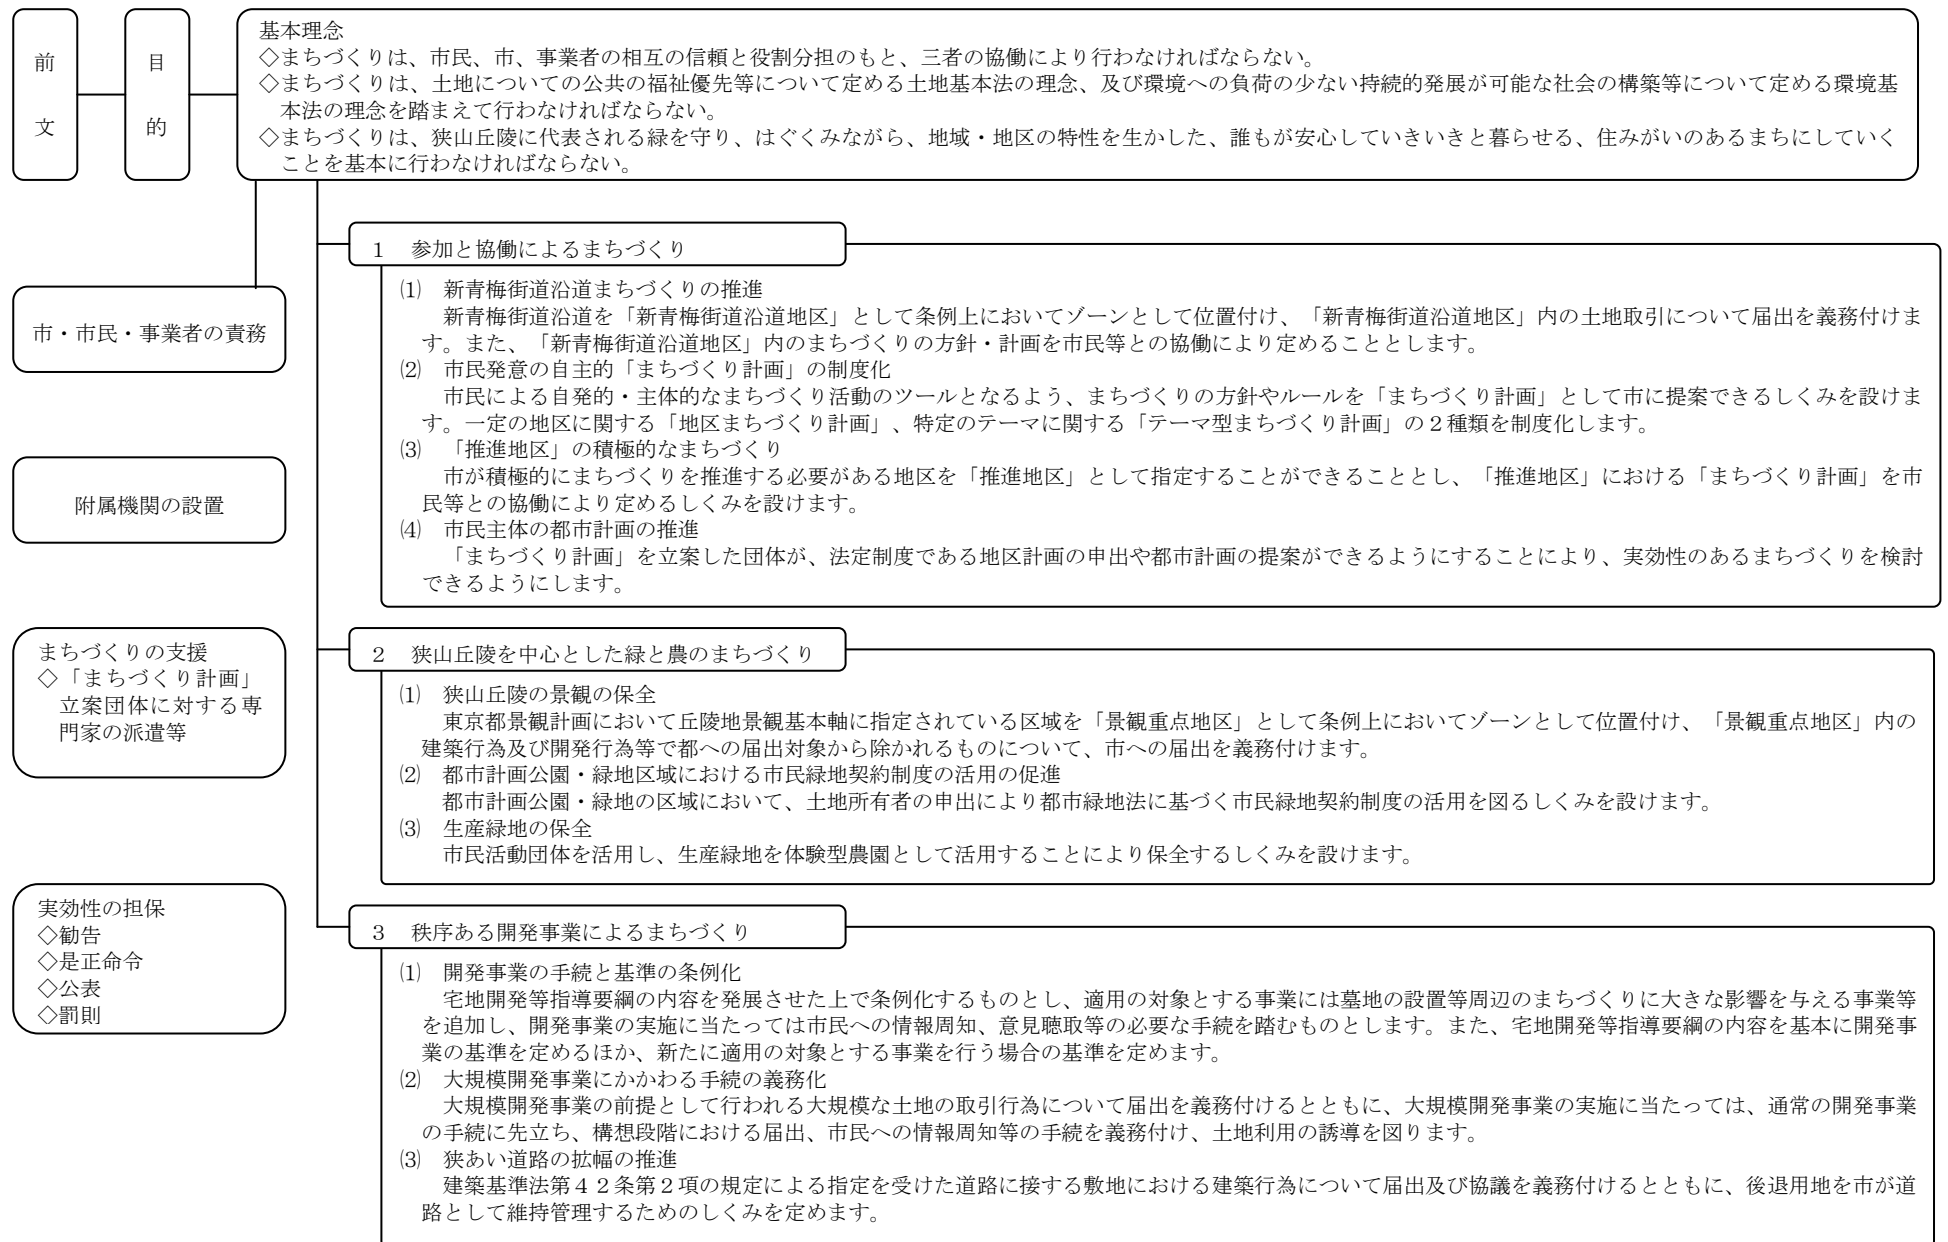 前文
目的
基本理念
◇まちづくりは、市民、市、事業者の相互の信頼と役割分担のもと、三者の協働により行わなければならない。
◇まちづくりは、土地についての公共の福祉優先等について定める土地基本法の理念、及び環境への負荷の少ない持続的発展が可能な社会の構築等について定める環境基
本法の理念を踏まえて行わなければならない。
◇まちづくりは、狭山丘陵に代表される緑を守り、はぐくみながら、地域・地区の特性を生かした、誰もが安心していきいきと暮らせる、住みがいのあるまちにしていく
ことを基本に行わなければならない。
市・市民・事業者の責務
附属機関の設置
まちづくりの支援
◇「まちづくり計画」
立案団体に対する専
門家の派遣等
実効性の担保
◇勧告
◇是正命令
◇公表
◇罰則
1 参加と協働によるまちづくり
⑴ 新青梅街道沿道まちづくりの推進
新青梅街道沿道を「新青梅街道沿道地区」として条例上においてゾーンとして位置付け、「新青梅街道沿道地区」内の土地取引について届出を義務付けま
す。また、「新青梅街道沿道地区」内のまちづくりの方針・計画を市民等との協働により定めることとします。
⑵ 市民発意の自主的「まちづくり計画」の制度化
市民による自発的・主体的なまちづくり活動のツールとなるよう、まちづくりの方針やルールを「まちづくり計画」として市に提案できるしくみを設けま
す。一定の地区に関する「地区まちづくり計画」、特定のテーマに関する「テーマ型まちづくり計画」の2種類を制度化します。
⑶ 「推進地区」の積極的なまちづくり
市が積極的にまちづくりを推進する必要がある地区を「推進地区」として指定することができることとし、「推進地区」における「まちづくり計画」を市
民等との協働により定めるしくみを設けます。
⑷ 市民主体の都市計画の推進
「まちづくり計画」を立案した団体が、法定制度である地区計画の申出や都市計画の提案ができるようにすることにより、実効性のあるまちづくりを検討
できるようにします。
2 狭山丘陵を中心とした緑と農のまちづくり
⑴ 狭山丘陵の景観の保全
東京都景観計画において丘陵地景観基本軸に指定されている区域を「景観重点地区」として条例上においてゾーンとして位置付け、「景観重点地区」内の
建築行為及び開発行為等で都への届出対象から除かれるものについて、市への届出を義務付けます。
⑵ 都市計画公園・緑地区域における市民緑地契約制度の活用の促進
都市計画公園・緑地の区域において、土地所有者の申出により都市緑地法に基づく市民緑地契約制度の活用を図るしくみを設けます。
⑶ 生産緑地の保全
市民活動団体を活用し、生産緑地を体験型農園として活用することにより保全するしくみを設けます。
3 秩序ある開発事業によるまちづくり
⑴ 開発事業の手続と基準の条例化
宅地開発等指導要綱の内容を発展させた上で条例化するものとし、適用の対象とする事業には墓地の設置等周辺のまちづくりに大きな影響を与える事業等
を追加し、開発事業の実施に当たっては市民への情報周知、意見聴取等の必要な手続を踏むものとします。また、宅地開発等指導要綱の内容を基本に開発事
業の基準を定めるほか、新たに適用の対象とする事業を行う場合の基準を定めます。
⑵ 大規模開発事業にかかわる手続の義務化
大規模開発事業の前提として行われる大規模な土地の取引行為について届出を義務付けるとともに、大規模開発事業の実施に当たっては、通常の開発事業
の手続に先立ち、構想段階における届出、市民への情報周知等の手続を義務付け、土地利用の誘導を図ります。
⑶ 狭あい道路の拡幅の推進
建築基準法第42条第2項の規定による指定を受けた道路に接する敷地における建築行為について届出及び協議を義務付けるとともに、後退用地を市が道
路として維持管理するためのしくみを定めます。